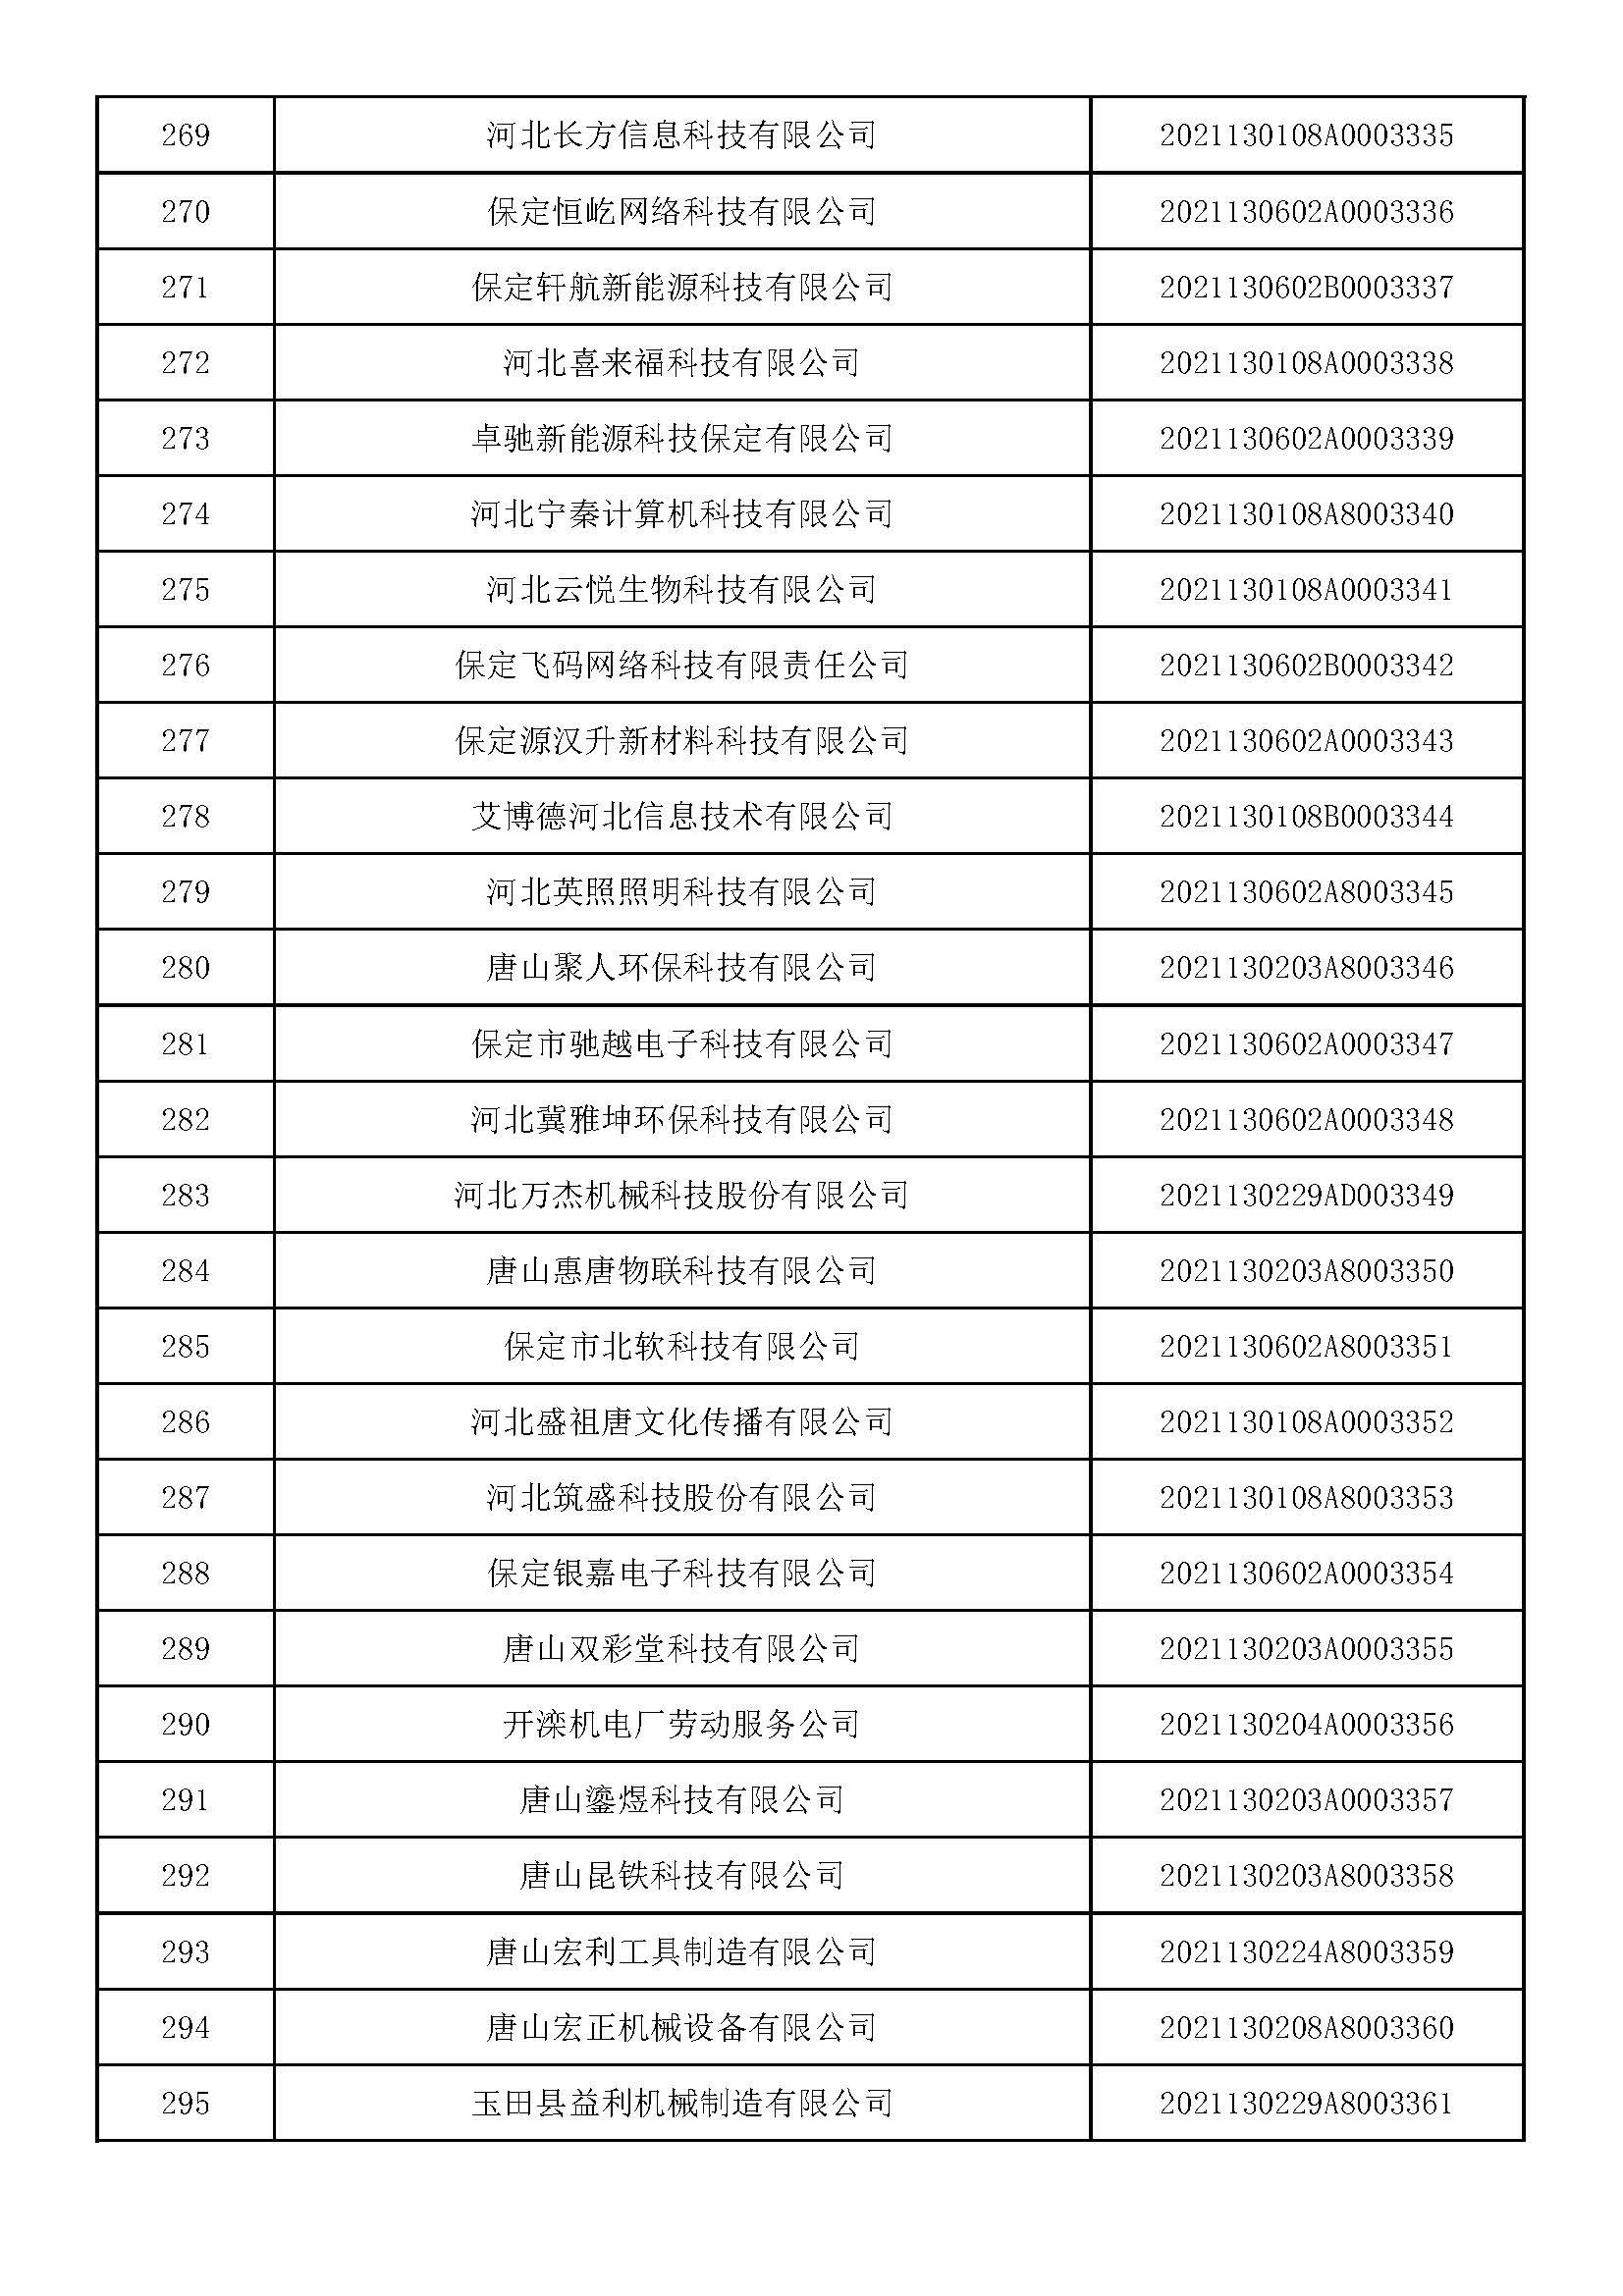 269 河北长方信息科技有限公司 2021130108A0003335
270 保定恒屹网络科技有限公司 2021130602A0003336
271 保定轩航新能源科技有限公司 2021130602B0003337
272 河北喜来福科技有限公司 2021130108A0003338
273 卓驰新能源科技保定有限公司 2021130602A0003339
274 河北宁秦计算机科技有限公司 2021130108A8003340
275 河北云悦生物科技有限公司 2021130108A0003341
276 保定飞码网络科技有限责任公司 2021130602B0003342
277 保定源汉升新材料科技有限公司 2021130602A0003343
278 艾博德河北信息技术有限公司 2021130108B0003344
279 河北英照照明科技有限公司 2021130602A8003345
280 唐山聚人环保科技有限公司 2021130203A8003346
281 保定市驰越电子科技有限公司 2021130602A0003347
282 河北冀雅坤环保科技有限公司 2021130602A0003348
283 河北万杰机械科技股份有限公司 2021130229AD003349
284 唐山惠唐物联科技有限公司 2021130203A8003350
285 保定市北软科技有限公司 2021130602A8003351
286 河北盛祖唐文化传播有限公司 2021130108A0003352
287 河北筑盛科技股份有限公司 2021130108A8003353
288 保定银嘉电子科技有限公司 2021130602A0003354
289 唐山双彩堂科技有限公司 2021130203A0003355
290 开滦机电厂劳动服务公司 2021130204A0003356
291 唐山鎏煜科技有限公司 2021130203A0003357
292 唐山昆铁科技有限公司 2021130203A8003358
293 唐山宏利工具制造有限公司 2021130224A8003359
294 唐山宏正机械设备有限公司 2021130208A8003360
295 玉田县益利机械制造有限公司 2021130229A8003361